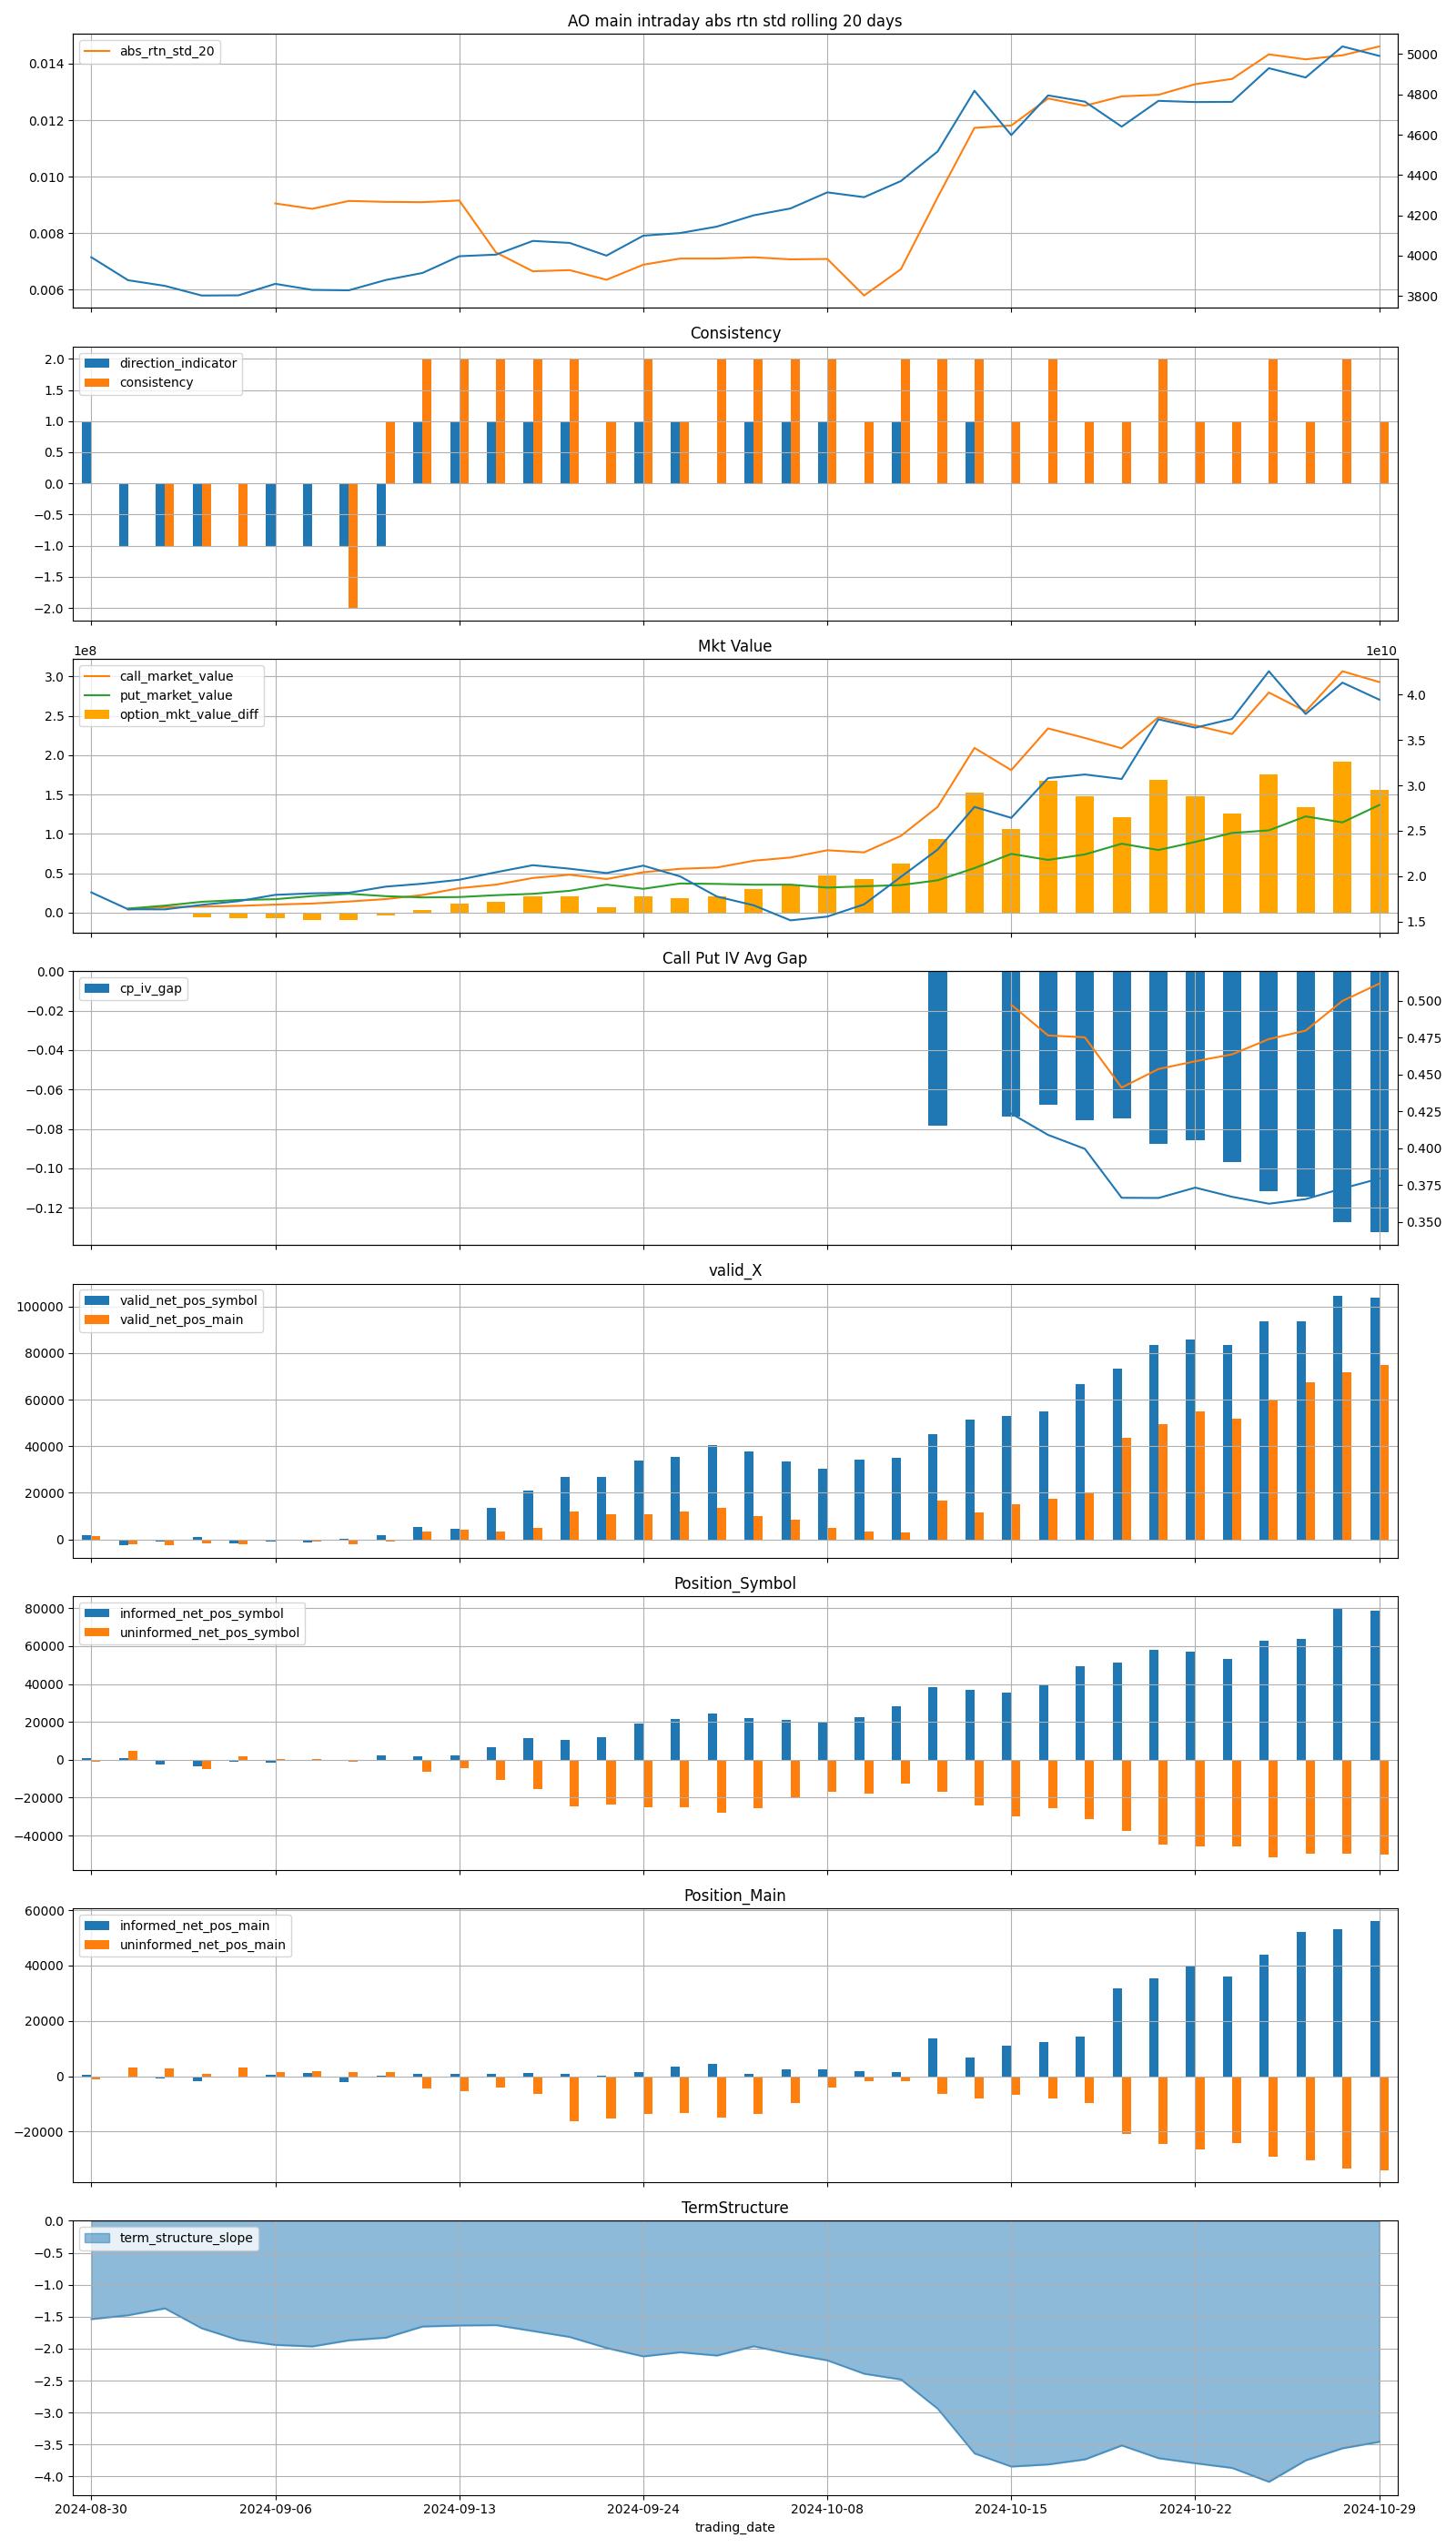 AO main intraday abs rtn std rolling 20 days
abs_rtn_std_20
0.014
0.012
0.010
0.008
0.006
5000
4800
4600
4400
4200
4000
3800
Consistency
direction_indicator
consistency
2.0
1.5
1.0
0.5
0.0
−0.5
−1.0
−1.5
−2.0
Mkt Value
1e8
1e10
call_market_value
put_market_value
option_mkt_value_diff
3.0
2.5
2.0
1.5
1.0
0.5
0.0
4.0
3.5
3.0
2.5
2.0
1.5
Call Put IV Avg Gap
cp_iv_gap
0.00
−0.02
−0.04
−0.06
−0.08
−0.10
−0.12
0.500
0.475
0.450
0.425
0.400
0.375
0.350
valid_X
valid_net_pos_symbol
valid_net_pos_main
100000
80000
60000
40000
20000
0
Position_Symbol
informed_net_pos_symbol
uninformed_net_pos_symbol
80000
60000
40000
20000
0
−20000
−40000
Position_Main
informed_net_pos_main
uninformed_net_pos_main
60000
40000
20000
0
−20000
TermStructure
term_structure_slope
0.0
−0.5
−1.0
−1.5
−2.0
−2.5
−3.0
−3.5
−4.0
2024-08-30 2024-09-06 2024-09-13 2024-09-24 2024-10-08 2024-10-15 2024-10-22 2024-10-29
trading_date